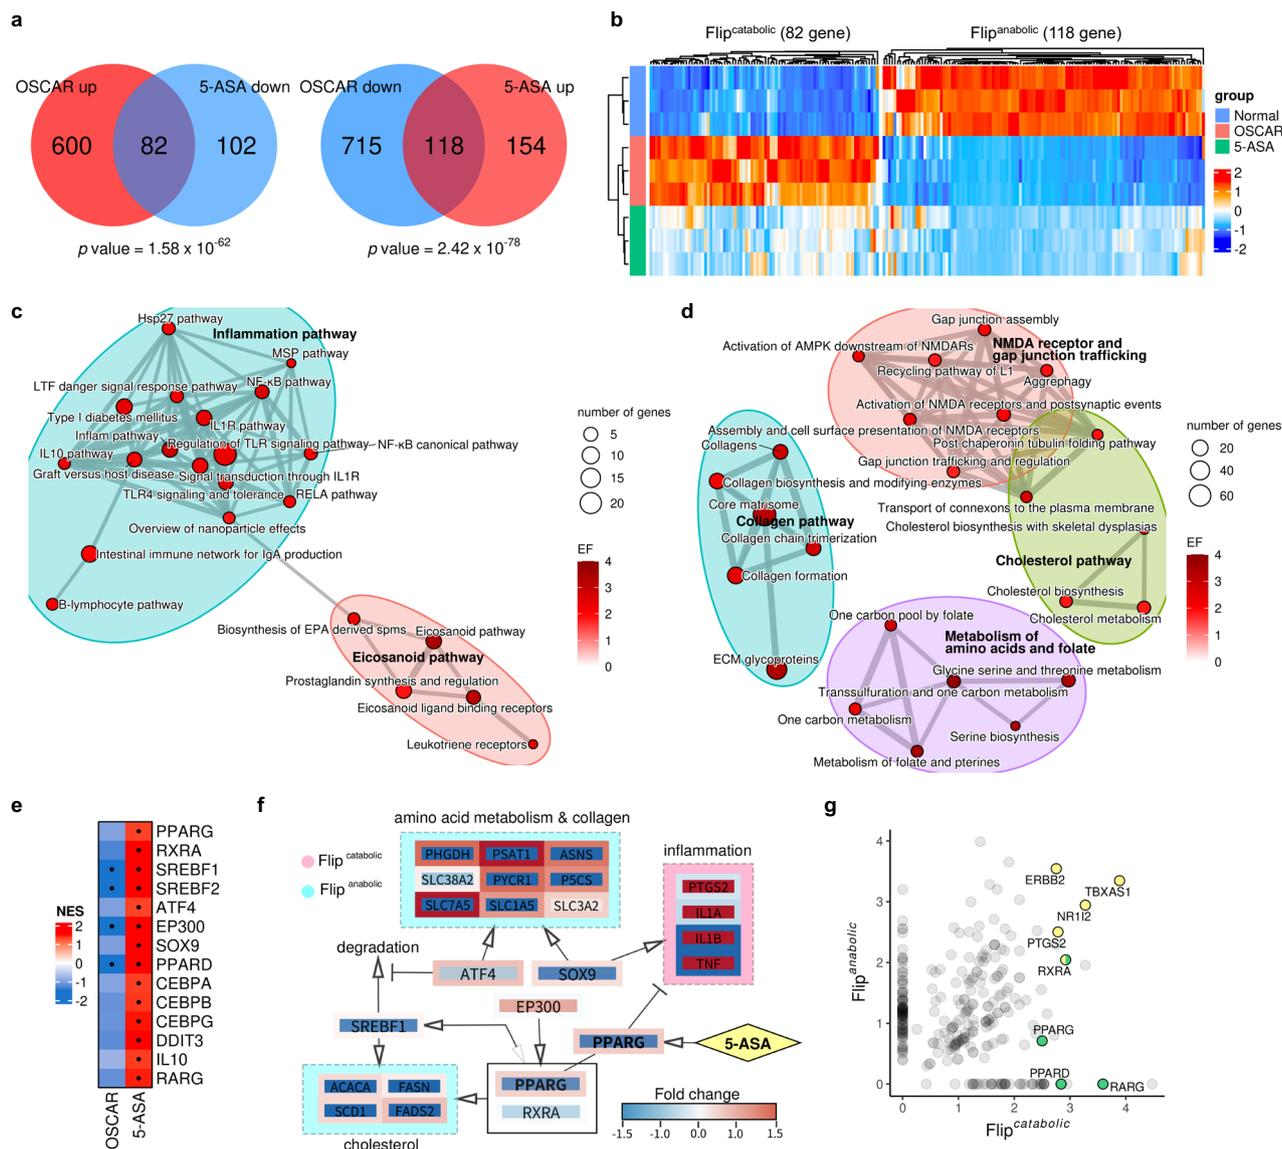 a
OSCAR up
5-ASA down
600
82
102
p value = 1.58 x 10-62
OSCAR down
5-ASA up
715
118
154
p value = 2.42 x 10-78
b
Flipcatabolic (82 gene)
Flipanabolic (118 gene)
group
Normal
OSCAR
5-ASA
2
1
0
-1
-2
c
Hsp27 pathway
Inflammation pathway
MSP pathway
LTF danger signal response pathway
NF-κB pathway
Type I diabetes mellitus
IL1R pathway
Inflam pathway
Regulation of TLR signaling pathway
NF-κB canonical pathway
IL10 pathway
Graft versus host disease
Signal transduction through IL1R
TLR4 signaling and tolerance
RELA pathway
Overview of nanoparticle effects
Intestinal immune network for IgA production
B-lymphocyte pathway
Biosynthesis of EPA derived spms
Eicosanoid pathway
Eicosanoid pathway
Prostaglandin synthesis and regulation
Eicosanoid ligand binding receptors
Leukotriene receptors
number of genes
5
10
15
20
EF
4
3
2
1
0
d
Gap junction assembly
Activation of AMPK downstream of NMDARs
NMDA receptor and
gap junction trafficking
Recycling pathway of L1
Aggrephagy
Activation of NMDA receptors and postsynaptic events
Assembly and cell surface presentation of NMDA receptors
Post chaperonin tubulin folding pathway
Collagens
Gap junction trafficking and regulation
Collagen biosynthesis and modifying enzymes
Core matrisome
Transport of connexons to the plasma membrane
Collagen pathway
Cholesterol biosynthesis with skeletal dysplasias
Collagen chain trimerization
Cholesterol pathway
Collagen formation
Cholesterol biosynthesis
Cholesterol metabolism
One carbon pool by folate
Metabolism of
amino acids and folate
ECM glycoproteins
Glycine serine and threonine metabolism
Transsulfuration and one carbon metabolism
One carbon metabolism
Serine biosynthesis
Metabolism of folate and pterines
number of genes
20
40
60
EF
4
3
2
1
0
e
NES
2
1
0
-1
-2
PPARG
RXRA
SREBF1
SREBF2
ATF4
EP300
SOX9
PPARD
CEBPA
CEBPB
CEBPG
DDIT3
IL10
RARG
OSCAR
5-ASA
f
Flip catabolic
Flip anabolic
amino acid metabolism & collagen
PHGDH
PSAT1
ASNS
SLC38A2
PYCR1
P5CS
SLC7A5
SLC1A5
SLC3A2
inflammation
PTGS2
IL1A
IL1B
TNF
degradation
ATF4
SOX9
EP300
SREBF1
PPARG
5-ASA
PPARG
RXRA
ACACA
FASN
SCD1
FADS2
cholesterol
Fold change
-1.5
-1.0
0.0
1.0
1.5
g
Flipanabolic
4
3
2
1
0
ERBB2
TBXAS1
NR1I2
PTGS2
RXRA
PPARG
PPARD
RARG
0
1
2
3
4
Flipcatabolic